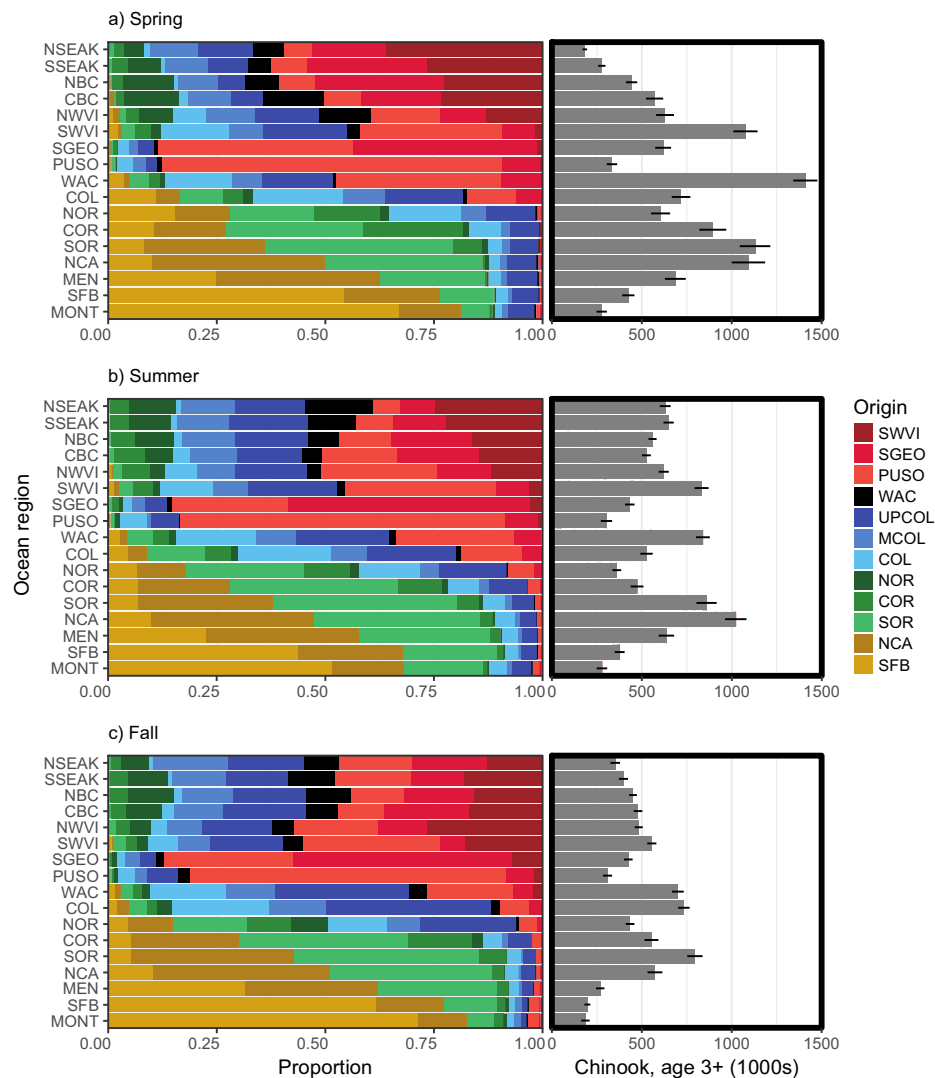 a) Spring
NSEAK
SSEAK
NBC
CBC
NWVI
SWVI
SGEO
PUSO
WAC
COL
NOR
COR
SOR
NCA
MEN
SFB
MONT
0.00 0.25 0.50 0.75 1.00 0 500 1000 1500
b) Summer
NSEAK
SSEAK
NBC
CBC
NWVI
SWVI
SGEO
PUSO
WAC
COL
NOR
COR
SOR
NCA
MEN
SFB
MONT
0.00 0.25 0.50 0.75 1.00 0 500 1000 1500
Ocean region
Origin
SWVI
SGEO
PUSO
WAC
UPCOL
MCOL
COL
NOR
COR
SOR
NCA
SFB
c) Fall
NSEAK
SSEAK
NBC
CBC
NWVI
SWVI
SGEO
PUSO
WAC
COL
NOR
COR
SOR
NCA
MEN
SFB
MONT
0.00 0.25 0.50 0.75 1.00 0 500 1000 1500
Proportion Chinook, age 3+ (1000s)